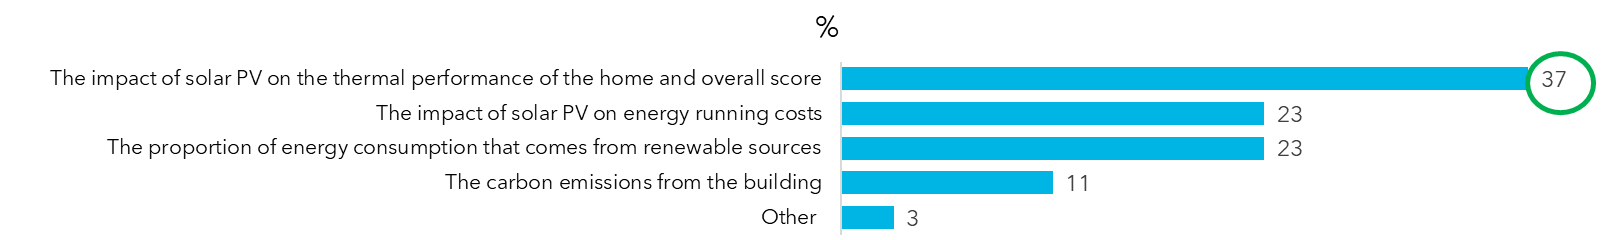 %
The impact of solar PV on the thermal performance of the home and overall score 37
The impact of solar PV on energy running costs 23
The proportion of energy consumption that comes from renewable sources 23
The carbon emissions from the building 11
Other 3